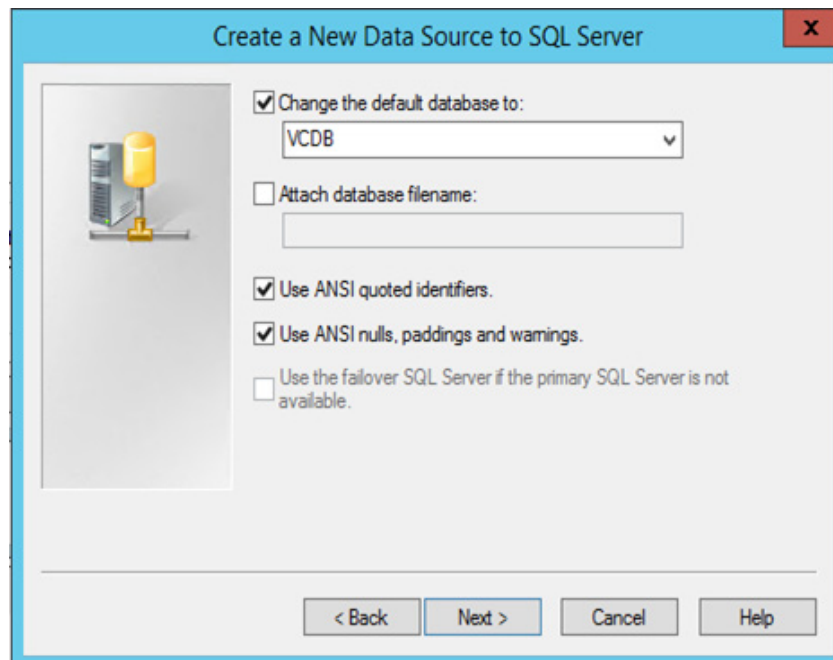 Create a New Data Source to SQL Server
x
Change the default database to:
VCDB
Attach database filename:
Use ANSI quoted identifiers.
Use ANSI nulls, paddings and warnings.
Use the failover SQL Server if the primary SQL Server is not
available.
< Back Next > Cancel Help